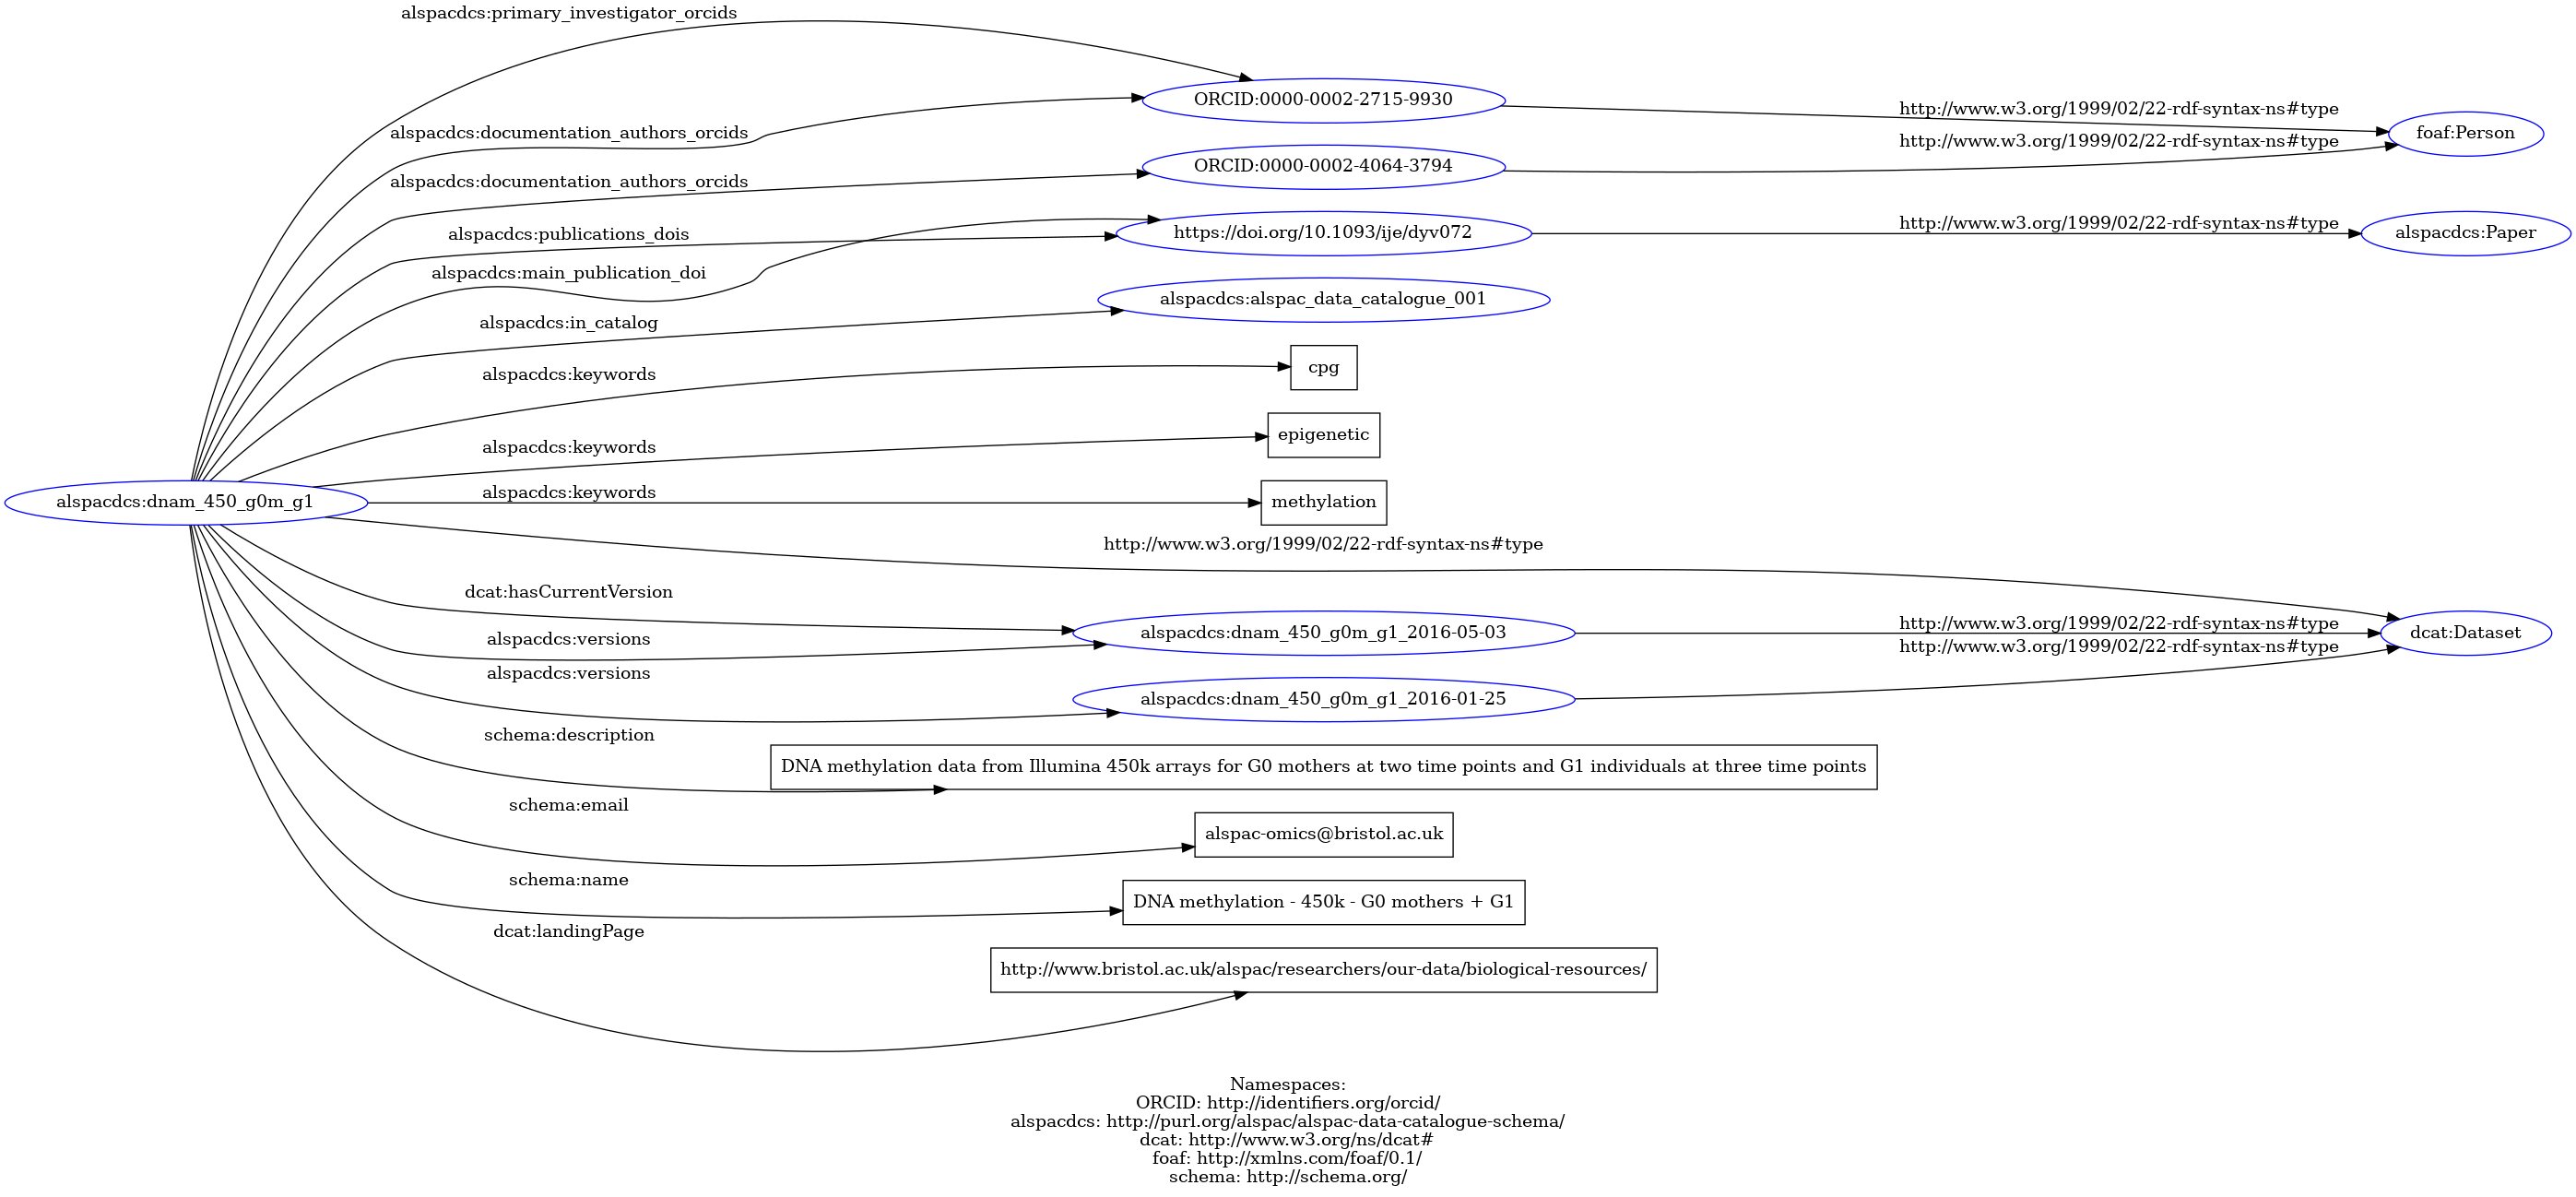 alspacdcs:primary_investigator_orcids
ORCID:0000-0002-2715-9930
http://www.w3.org/1999/02/22-rdf-syntax-ns#type
foaf:Person
alspacdcs:documentation_authors_orcids
http://www.w3.org/1999/02/22-rdf-syntax-ns#type
ORCID:0000-0002-4064-3794
alspacdcs:documentation_authors_orcids
alspacdcs:publications_dois
https://doi.org/10.1093/ije/dyv072
http://www.w3.org/1999/02/22-rdf-syntax-ns#type
alspacdcs:Paper
alspacdcs:main_publication_doi
alspacdcs:alspac_data_catalogue_001
alspacdcs:in_catalog
alspacdcs:keywords
cpg
alspacdcs:keywords
epigenetic
alspacdcs:dnam_450_g0m_g1
alspacdcs:keywords
methylation
http://www.w3.org/1999/02/22-rdf-syntax-ns#type
dcat:hasCurrentVersion
alspacdcs:versions
alspacdcs:dnam_450_g0m_g1_2016-05-03
http://www.w3.org/1999/02/22-rdf-syntax-ns#type
dcat:Dataset
http://www.w3.org/1999/02/22-rdf-syntax-ns#type
alspacdcs:versions
alspacdcs:dnam_450_g0m_g1_2016-01-25
schema:description
DNA methylation data from Illumina 450k arrays for G0 mothers at two time points and G1 individuals at three time points
schema:email
alspac-omics@bristol.ac.uk
schema:name
DNA methylation - 450k - G0 mothers + G1
dcat:landingPage
http://www.bristol.ac.uk/alspac/researchers/our-data/biological-resources/
Namespaces:
ORCID: http://identifiers.org/orcid/
alspacdcs: http://purl.org/alspac/alspac-data-catalogue-schema/
dcat: http://www.w3.org/ns/dcat#
foaf: http://xmlns.com/foaf/0.1/
schema: http://schema.org/